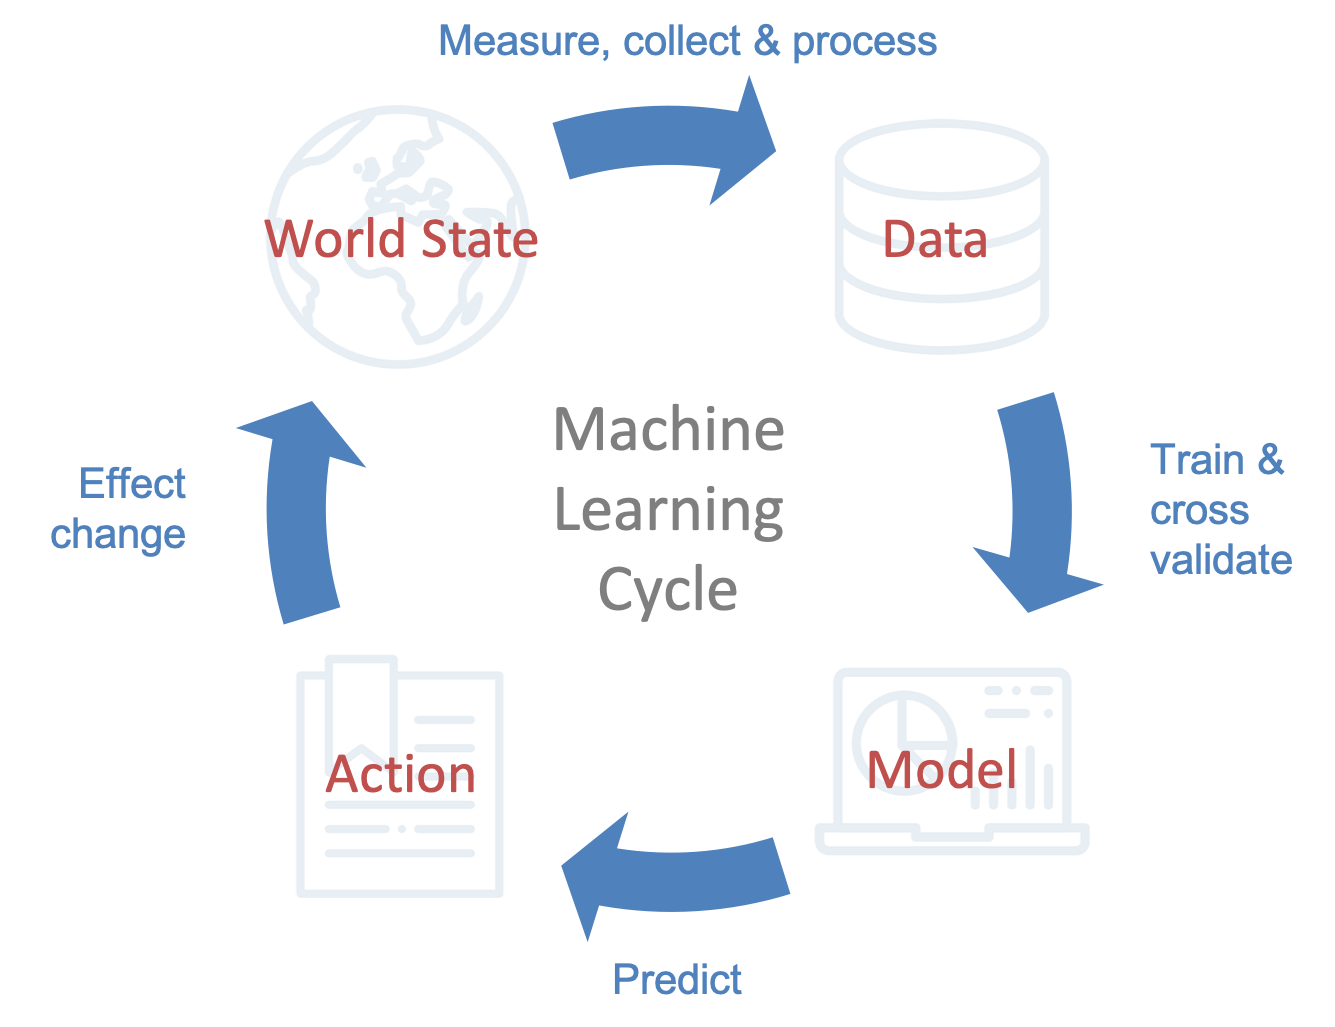 Measure, collect & process
World State
Data
Machine
Learning
Cycle
Train &
cross
validate
Effect
change
Action
Model
Predict